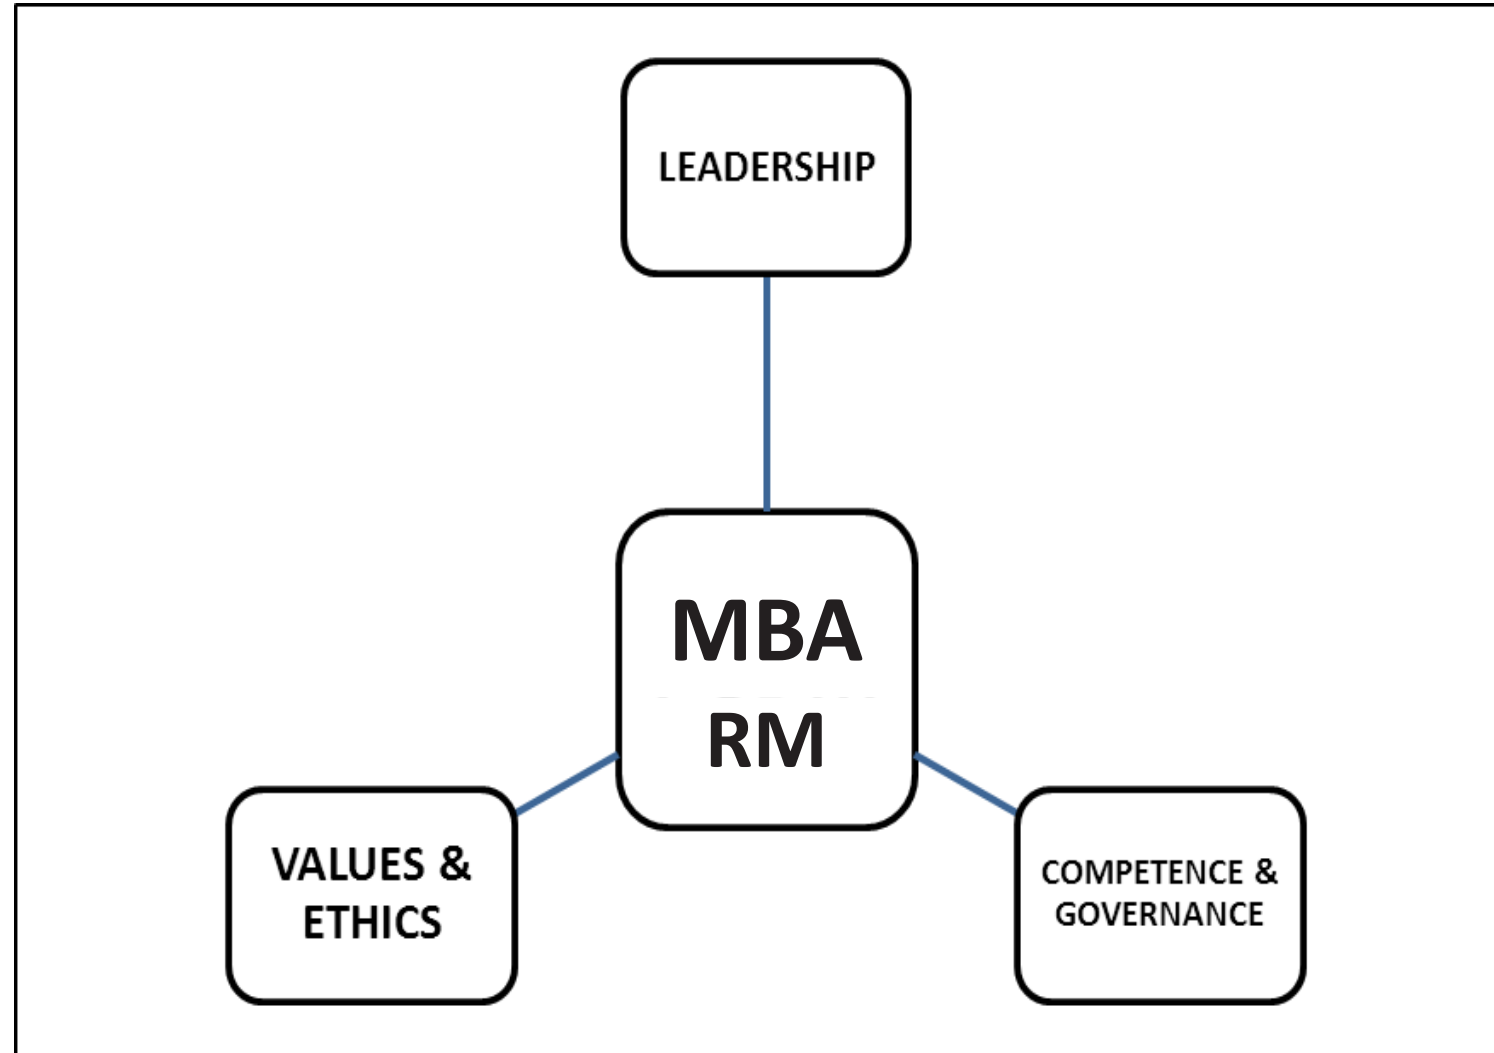 LEADERSHIP
MBA
RM
VALUES &
ETHICS
COMPETENCE &
GOVERNANCE